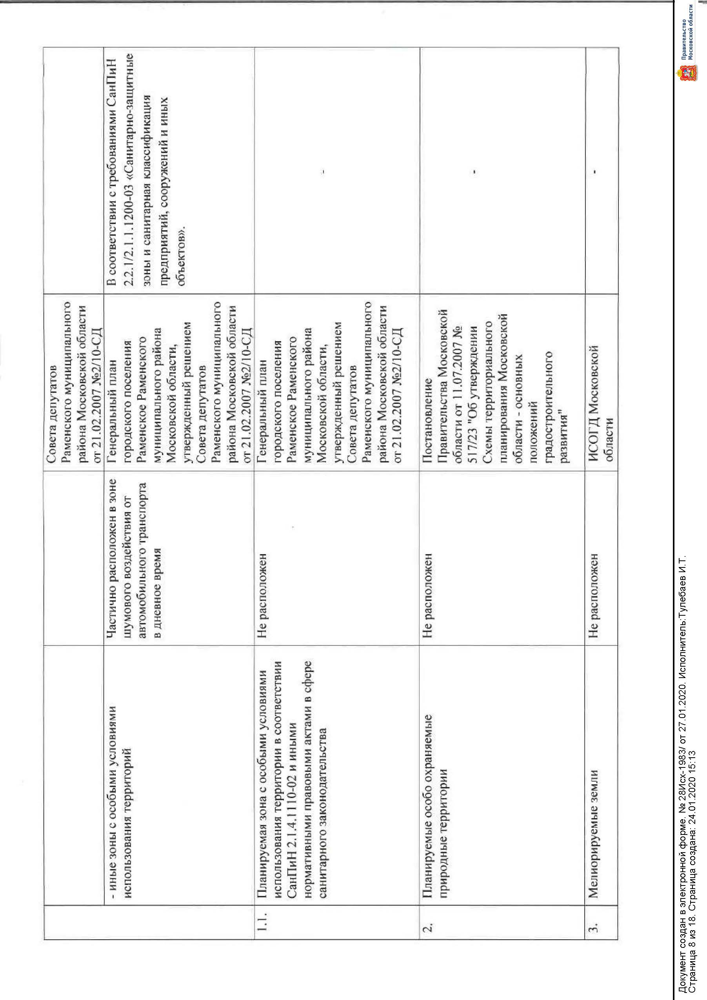 Совета депутатов
Раменского муниципального
района Московской области
от 21.02.2007 №2/10-СД
- иные зоны с особыми условиями
использования территорий
Частично расположен в зоне
шумового воздействия от
автомобильного транспорта
в дневное время
Генеральный план
городского поселения
Раменское Раменского
муниципального района
Московской области,
утвержденный решением
Совета депутатов
Раменского муниципального
района Московской области
от 21.02.2007 №2/10-СД
В соответствии с требованиями СанПиН
2.2.1/2.1.1.1200-03 «Санитарно-защитные
зоны и санитарная классификация
предприятий, сооружений и иных
объектов».
1.1.
Планируемая зона с особыми условиями
использования территории в соответствии
СанПиН 2.1.4.1110-02 и иными
нормативными правовыми актами в сфере
санитарного законодательства
Не расположен
Генеральный план
городского поселения
Раменское Раменского
муниципального района
Московской области,
утвержденный решением
Совета депутатов
Раменского муниципального
района Московской области
от 21.02.2007 №2/10-СД
-
2.
Планируемые особо охраняемые
природные территории
Не расположен
Постановление
Правительства Московской
области от 11.07.2007 №
517/23 "Об утверждении
Схемы территориального
планирования Московской
области - основных
положений
градостроительного
развития"
-
3.
Мелиорируемые земли
Не расположен
ИСОГД Московской
области
-
Документ создан в электронной форме. № 28Исх-1983/ от 27.01.2020. Исполнитель:Тулебаев И.Т.
Страница 8 из 18. Страница создана: 24.01.2020 15:13
Правительство
Московской области